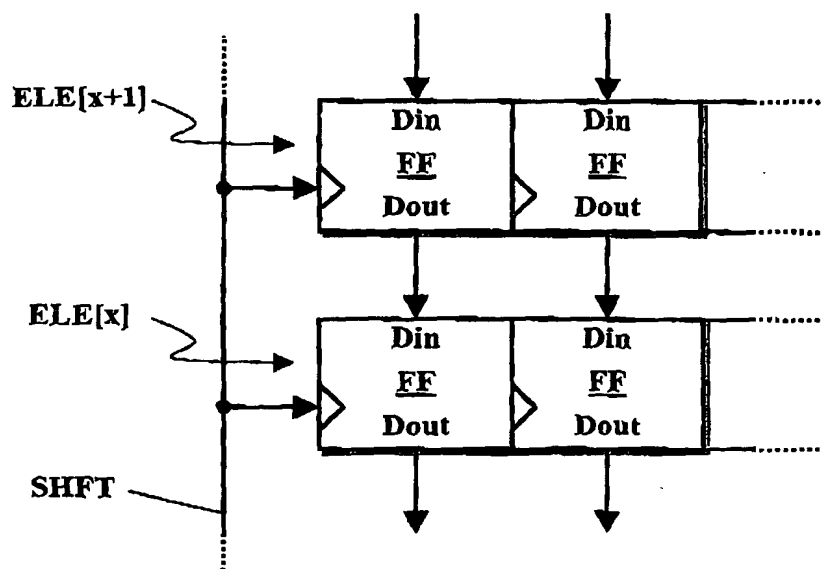 ELE[x+1]
Din Din
FF FF
Dout Dout
ELE[x]
Din Din
FF FF
Dout Dout
SHFT